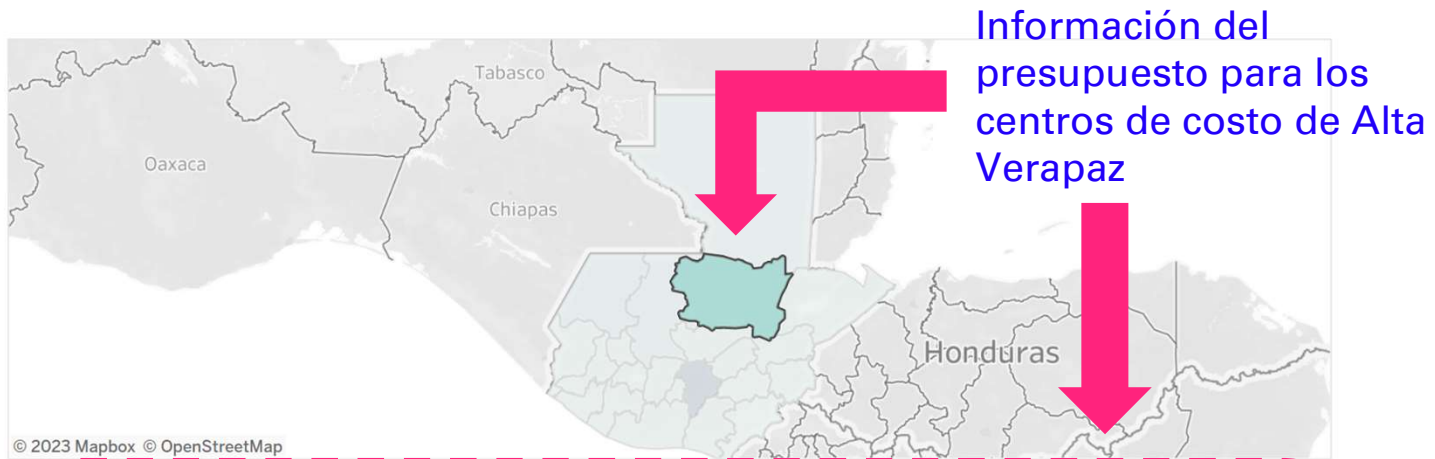 Información del
presupuesto para los
centros de costo de Alta
Verapaz
Tabasco
Oaxaca
Chiapas
Honduras
© 2023 Mapbox © OpenStreetMap